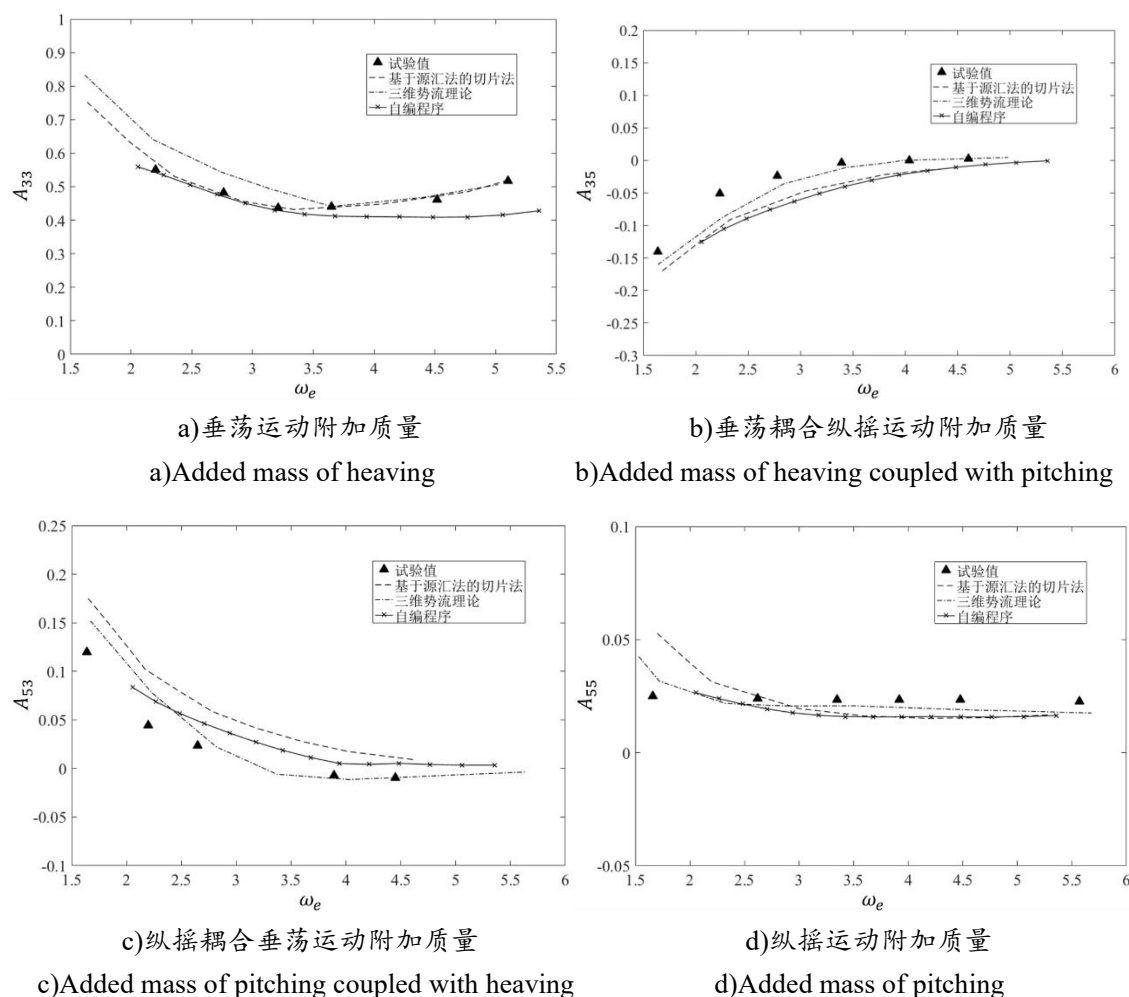 1
0.9
0.8
0.7
0.6
0.5
0.4
0.3
0.2
0.1
0
A33
1.5 2 2.5 3 3.5 4 4.5 5 5.5
ωe
试验值
基于源汇法的切片法
三维势流理论
自编程序
a)垂荡运动附加质量
a)Added mass of heaving
0.2
0.15
0.1
0.05
0
-0.05
-0.1
-0.15
-0.2
-0.3
A35
1.5 2 2.5 3 3.5 4 4.5 5 5.5 6
ωe
试验值
基于源汇法的切片法
三维势流理论
自编程序
b)垂荡耦合纵摇运动附加质量
b)Added mass of heaving coupled with pitching
0.25
0.2
0.15
0.1
0.05
0
-0.05
-0.1
A53
1.5 2 2.5 3 3.5 4 4.5 5 5.5 6
ωe
试验值
基于源汇法的切片法
三维势流理论
自编程序
c)纵摇耦合垂荡运动附加质量
c)Added mass of pitching coupled with heaving
0.1
0.05
0
-0.05
A55
1.5 2 2.5 3 3.5 4 4.5 5 5.5 6
ωe
试验值
基于源汇法的切片法
三维势流理论
自编程序
d)纵摇运动附加质量
d)Added mass of pitching